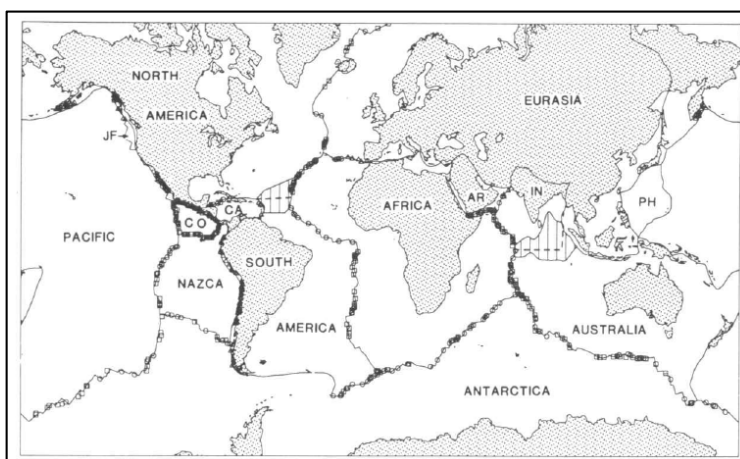 NORTH
AMERICA
EURASIA
JF
CA
CO
AFRICA
AR
IN
PH
PACIFIC
NAZCA
SOUTH
AMERICA
AUSTRALIA
ANTARCTICA